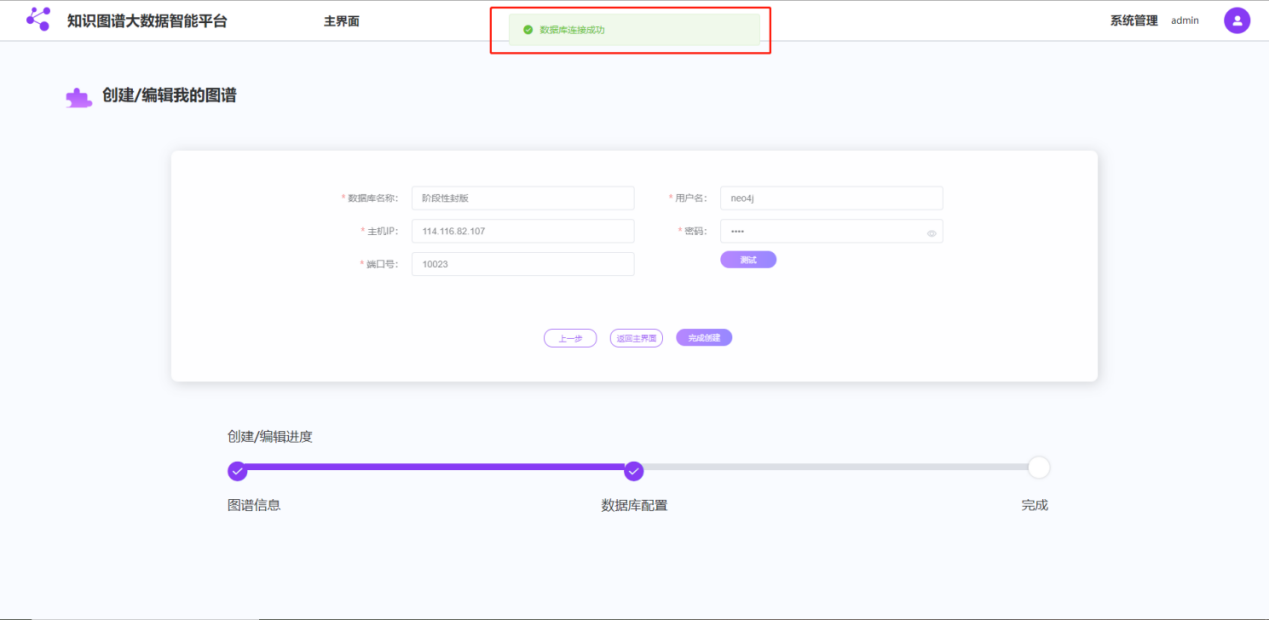 知识图谱大数据智能平台
主界面
数据库连接成功
系统管理
admin
创建/编辑我的图谱
* 数据库名称: 阶段性封版
* 用户名: neo4j
* 主机IP: 114.116.82.107
* 密码: ••••
* 端口号: 10023
测试
上一步
返回主界面
完成创建
创建/编辑进度
图谱信息
数据库配置
完成